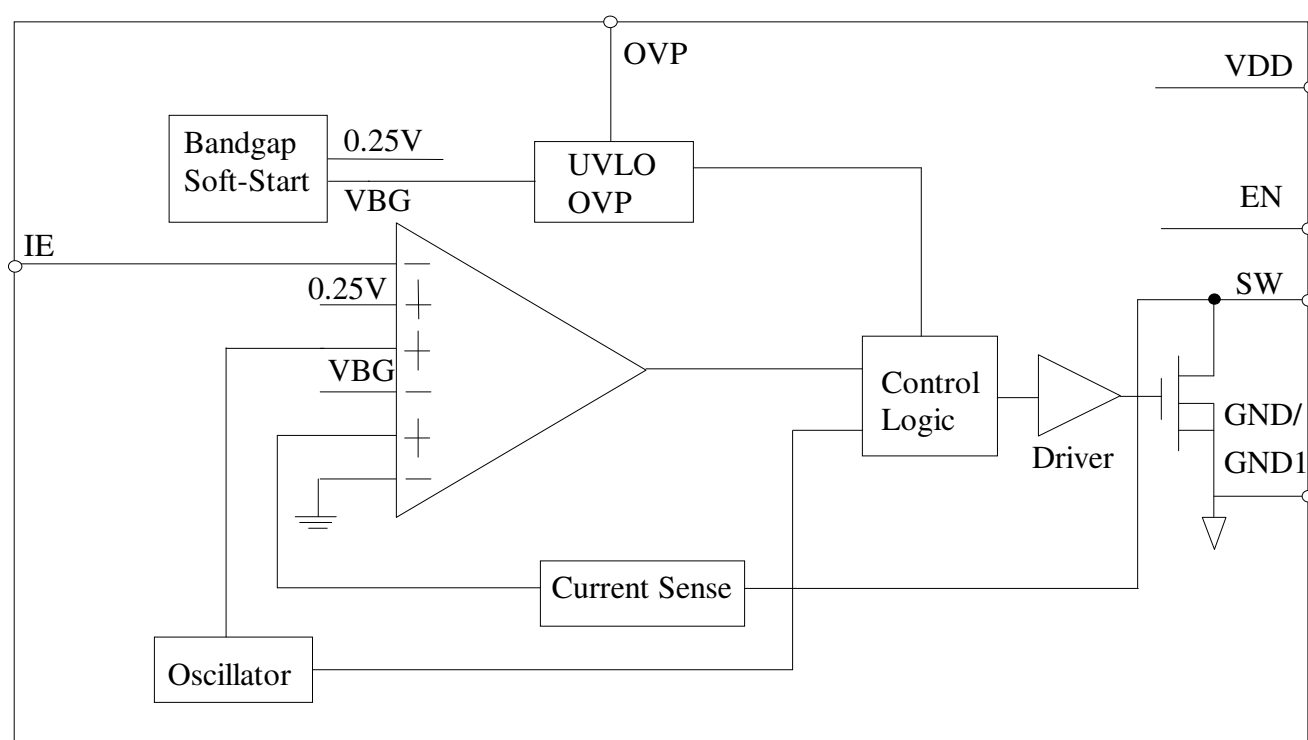 OVP
VDD
Bandgap
Soft-Start
0.25V
VBG
UVLO
OVP
EN
IE
0.25V
SW
VBG
Control
Logic
GND/
GND1
Driver
Current Sense
Oscillator